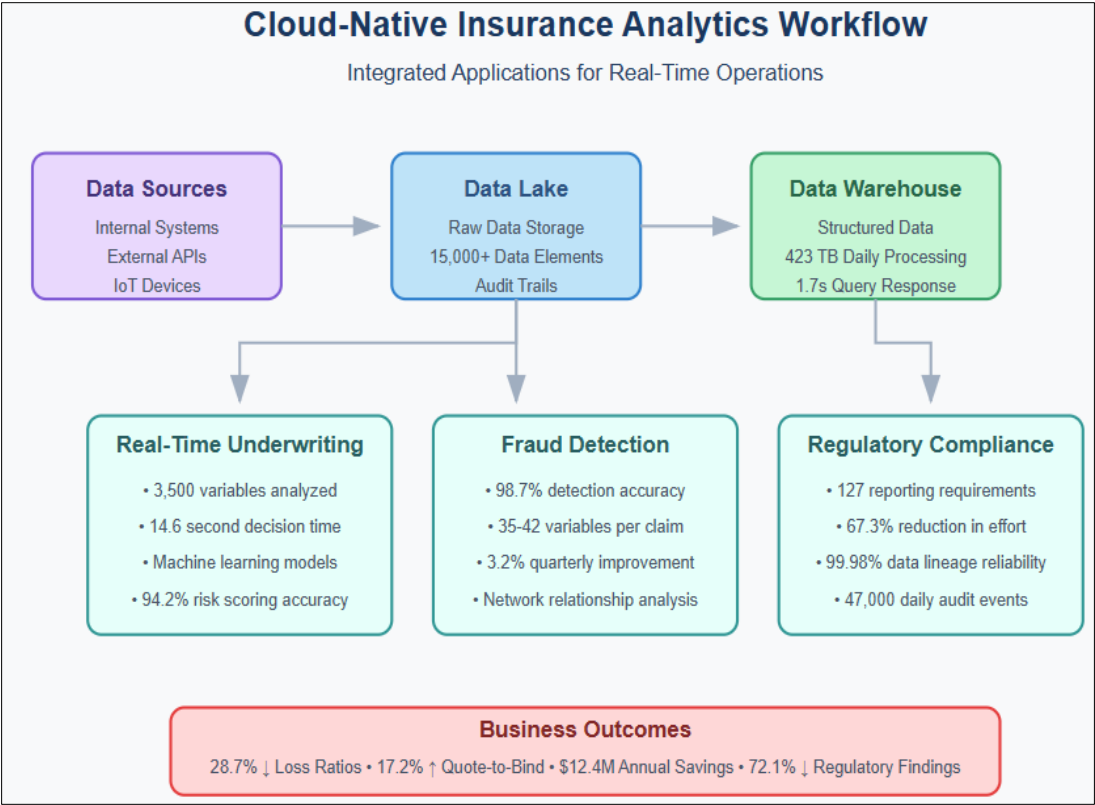 Cloud-Native Insurance Analytics Workflow
Integrated Applications for Real-Time Operations
Data Sources
Internal Systems
External APIs
IoT Devices
Data Lake
Raw Data Storage
15,000+ Data Elements
Audit Trails
Data Warehouse
Structured Data
423 TB Daily Processing
1.7s Query Response
Real-Time Underwriting
• 3,500 variables analyzed
• 14.6 second decision time
• Machine learning models
• 94.2% risk scoring accuracy
Fraud Detection
• 98.7% detection accuracy
• 35-42 variables per claim
• 3.2% quarterly improvement
• Network relationship analysis
Regulatory Compliance
• 127 reporting requirements
• 67.3% reduction in effort
• 99.98% data lineage reliability
• 47,000 daily audit events
Business Outcomes
28.7% ↓ Loss Ratios • 17.2% ↑ Quote-to-Bind • $12.4M Annual Savings • 72.1% ↓ Regulatory Findings